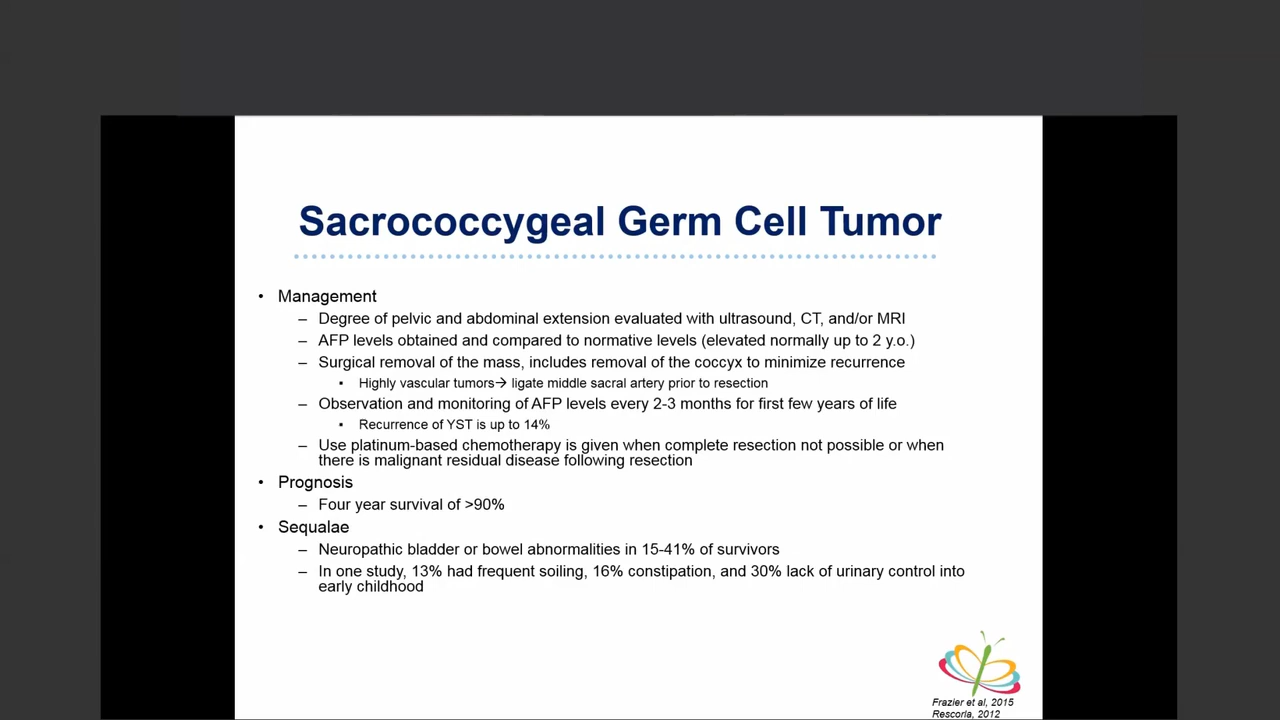 Sacrococcygeal Germ Cell Tumor
• Management
– Degree of pelvic and abdominal extension evaluated with ultrasound, CT, and/or MRI
– AFP levels obtained and compared to normative levels (elevated normally up to 2 y.o.)
– Surgical removal of the mass, includes removal of the coccyx to minimize recurrence
▪ Highly vascular tumors→ ligate middle sacral artery prior to resection
– Observation and monitoring of AFP levels every 2-3 months for first few years of life
▪ Recurrence of YST is up to 14%
– Use platinum-based chemotherapy is given when complete resection not possible or when
there is malignant residual disease following resection
• Prognosis
– Four year survival of >90%
• Sequalae
– Neuropathic bladder or bowel abnormalities in 15-41% of survivors
– In one study, 13% had frequent soiling, 16% constipation, and 30% lack of urinary control into
early childhood
Frazier et al, 2015
Rescorla, 2012